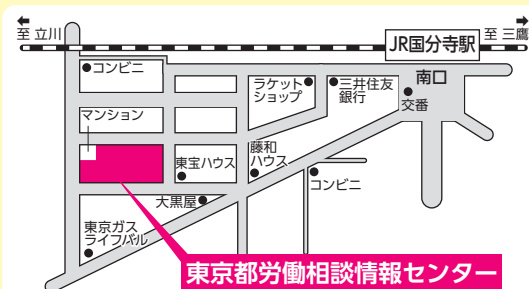 至 立川
至 三鷹
JR国分寺駅
コンビニ
ラケット
ショップ
三井住友
銀行
南口
交番
マンション
東宝ハウス
藤和
ハウス
コンビニ
大黒屋
東京ガス
ライフバル
東京都労働相談情報センター